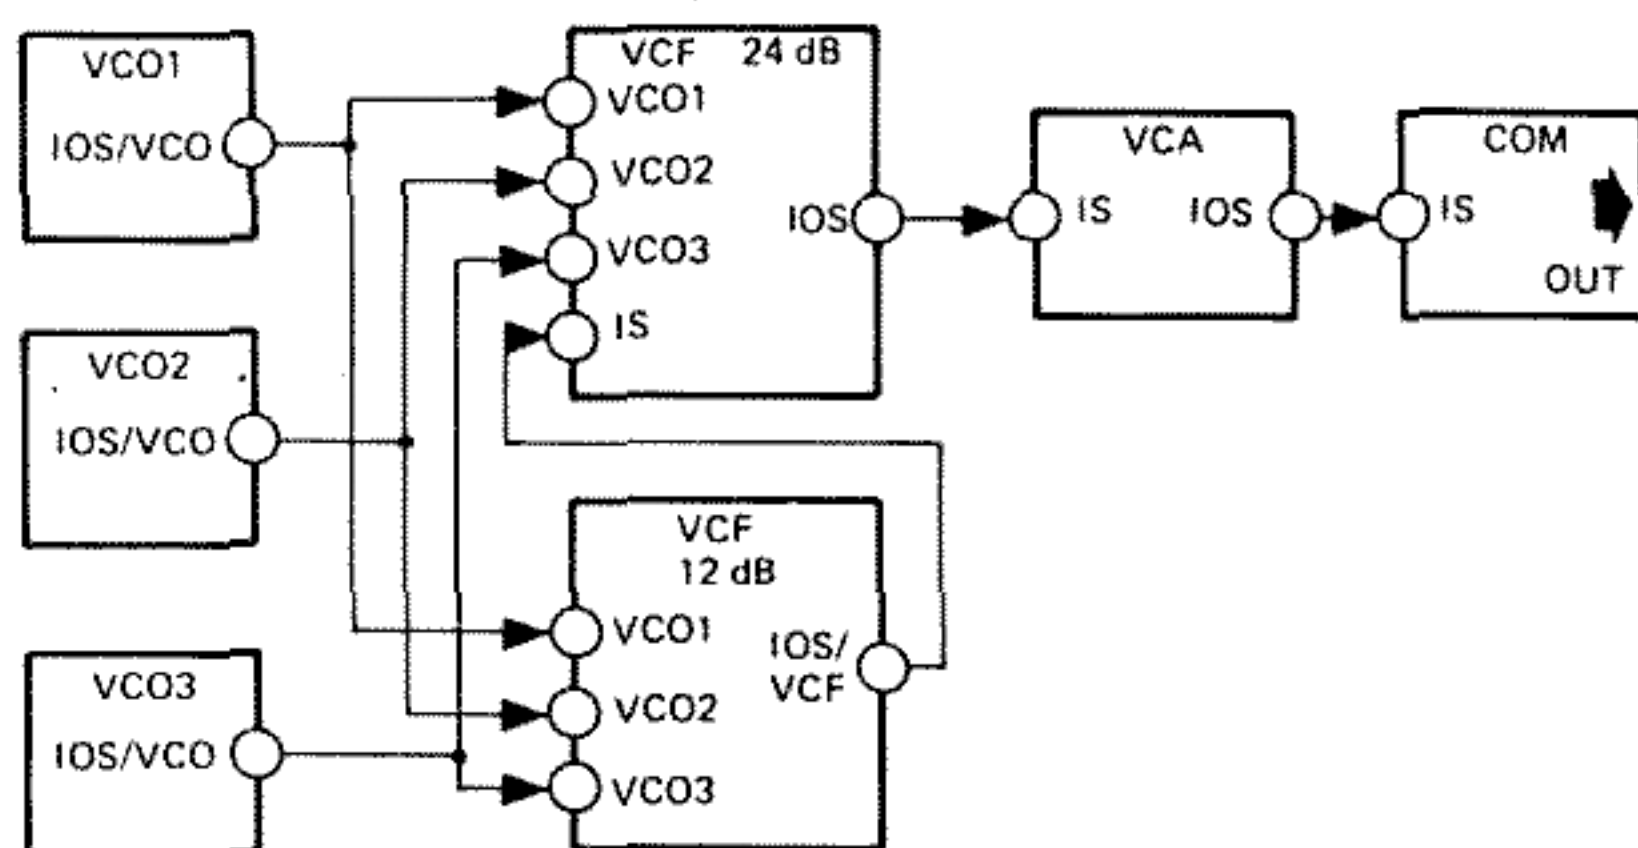 VCO1
IOS/VCO
VCO2
IOS/VCO
VCO3
IOS/VCO
VCF 24 dB
VCO1
VCO2
VCO3
IS
IOS
VCF
12 dB
VCO1
VCO2
VCO3
IOS/
VCF
VCA
IS IOS
COM
IS
OUT